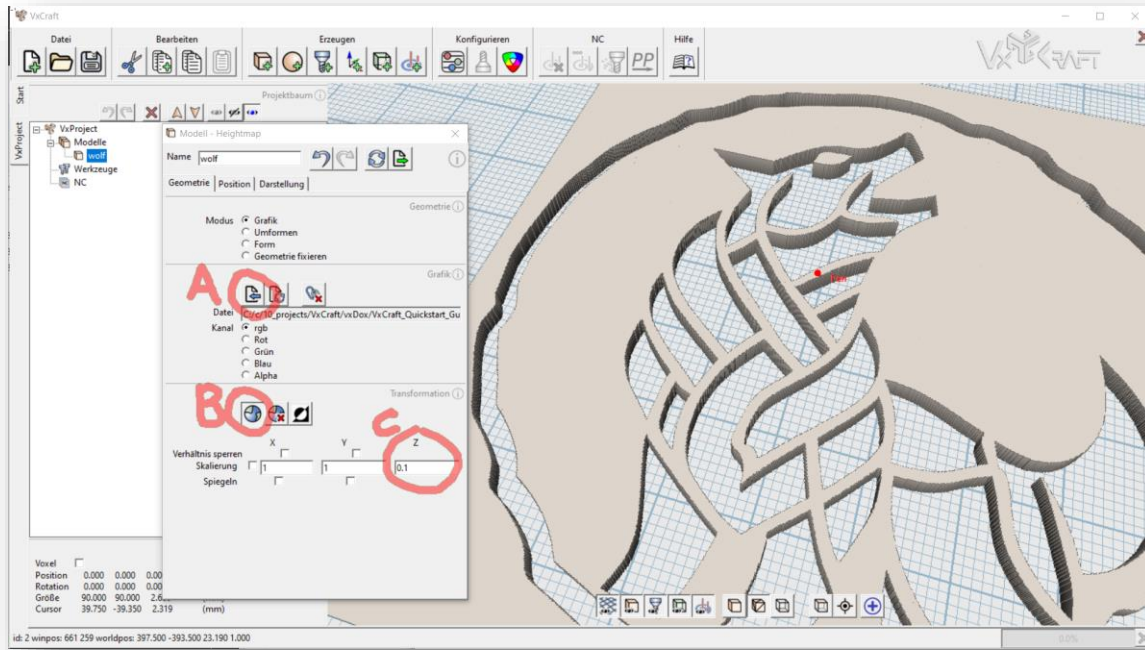 VxCraft
Datei Bearbeiten Erzeugen Konfigurieren NC Hilfe
PP
VXCRAFT
Start
VxProject
Projektbaum
VxProject
Modelle
wolf
Werkzeuge
NC
Modell - Heightmap
Name wolf
Geometrie Position Darstellung
Geometrie
Modus Grafik
Umformen
Form
Geometrie fixieren
Grafik
A
Datei C:/c/10_projects/VxCraft/vxDox/VxCraft_Quickstart_Gu
Kanal rgb
Rot
Grün
Blau
Alpha
Transformation
B
C
X Y Z
Verhältnis sperren
Skalierung 1 1 0.1
Spiegeln
Voxel
Position 0.000 0.000 0.00
Rotation 0.000 0.000 0.00
Größe 90.000 90.000
Cursor 39.750 -39.350 2.319 (mm)
id: 2 winpos: 661 259 worldpos: 397.500 -393.500 23.190 1.000
0.0%